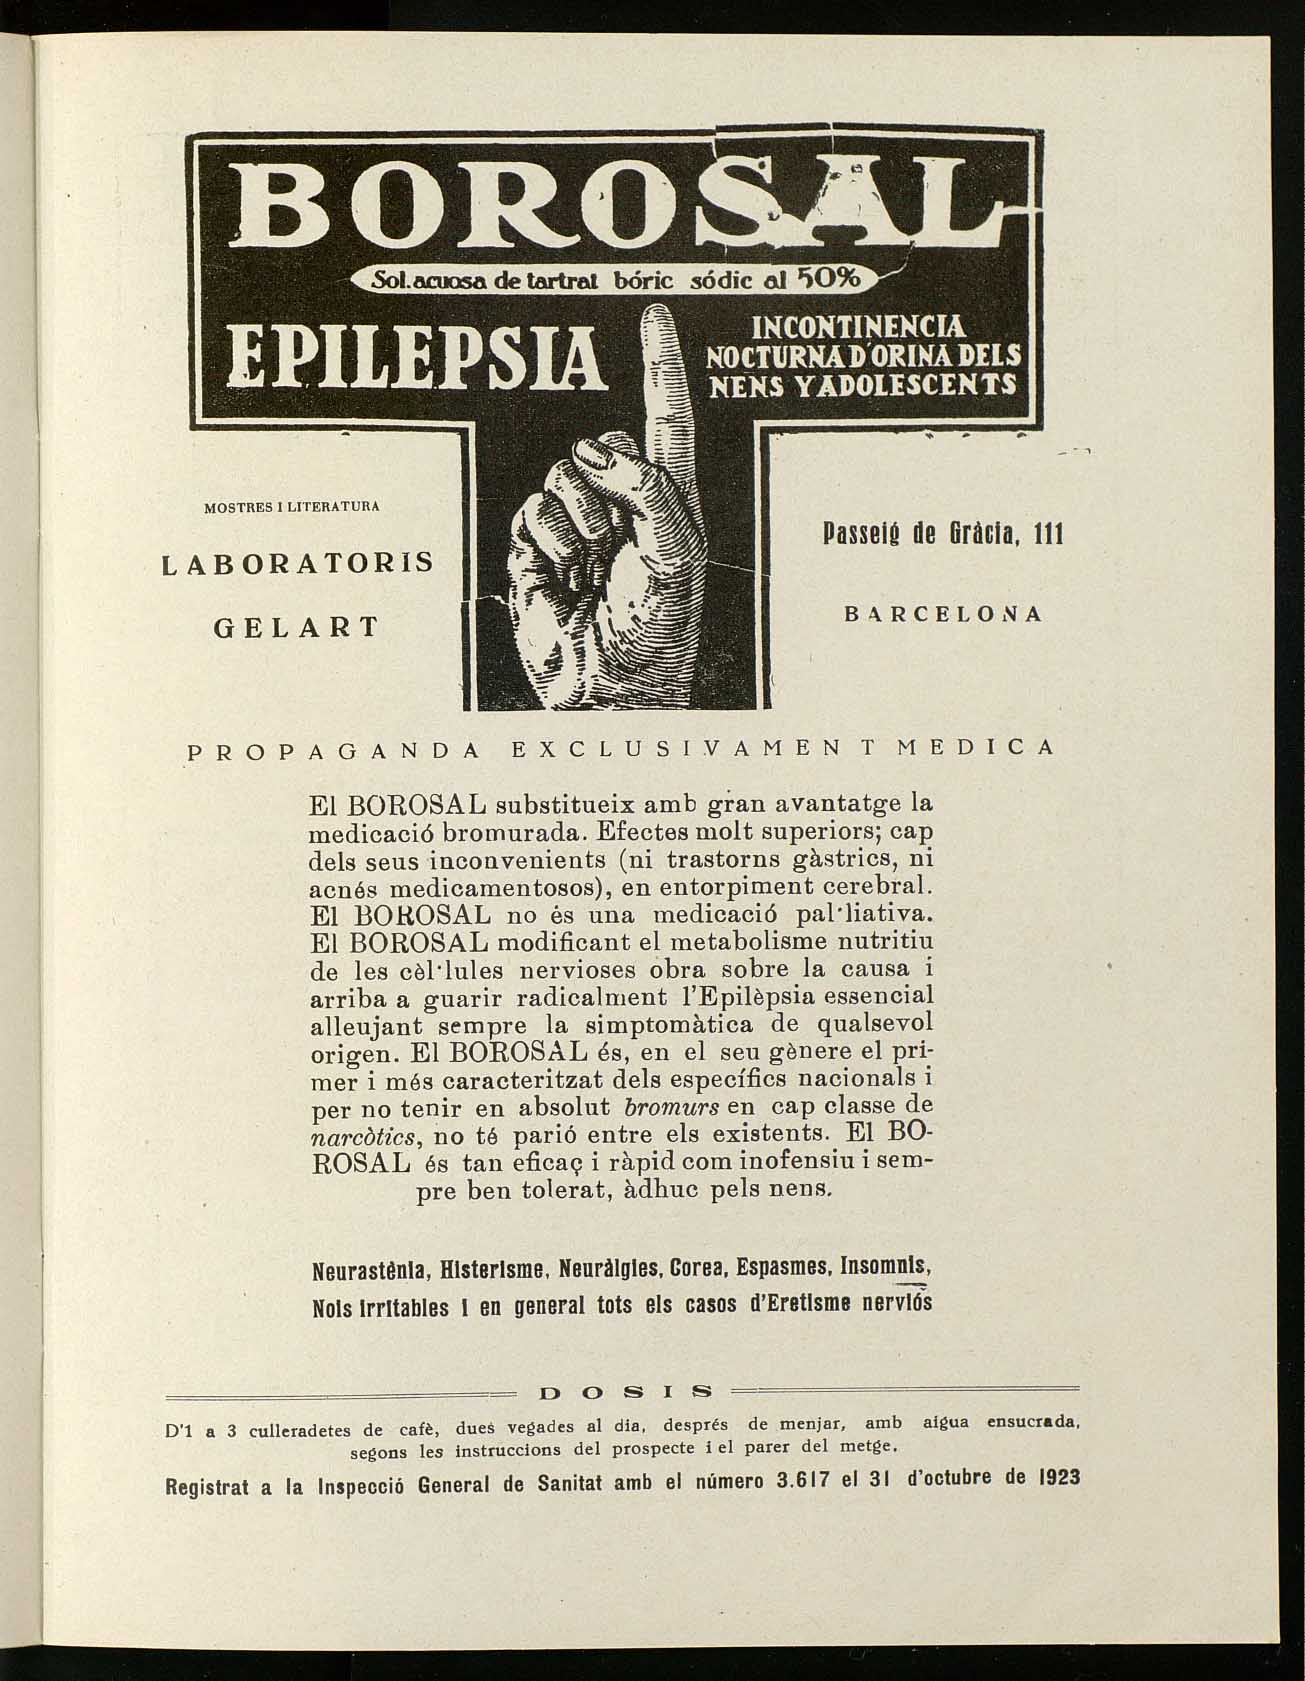 BOROSAL
Sol. acuosa de tartrat bóric sódic al 50%
EPILEPSIA
INCONTINENCIA
NOCTURNA D'ORINA DELS
NENS Y ADOLESCENTS
MOSTRES I LITERATURA
LABORATORIS
GELART
Passeig de Gràcia, 111
BARCELONA
PROPAGANDA EXCLUSIVAMENT MEDICA
El BOROSAL substitueix amb gran avantatge la
medicació bromurada. Efectes molt superiors; cap
dels seus inconvenients (ni trastorns gàstrics, ni
acnés medicamentosos), en entorpiment cerebral.
El BOROSAL no és una medicació pal·liativa.
El BOROSAL modificant el metabolisme nutritiu
de les cèl·lules nervioses obra sobre la causa i
arriba a guarir radicalment l'Epilèpsia essencial
alleujant sempre la simptomàtica de qualsevol
origen. El BOROSAL és, en el seu gènere el pri-
mer i més caracteritzat dels específics nacionals i
per no tenir en absolut bromurs en cap classe de
narcòtics, no té parió entre els existents. El BO-
ROSAL és tan eficaç i ràpid com inofensiu i sem-
pre ben tolerat, àdhuc pels nens.
Neurastènia, Histerisme, Neuràlgies, Corea, Espasmes, Insomnis,
Nois irritables i en general tots els casos d'Eretisme nerviós
DOSIS
D'1 a 3 culleradetes de cafè, dues vegades al dia, després de menjar, amb aigua ensucrada,
segons les instruccions del prospecte i el parer del metge.
Registrat a la Inspecció General de Sanitat amb el número 3.617 el 31 d'octubre de 1923